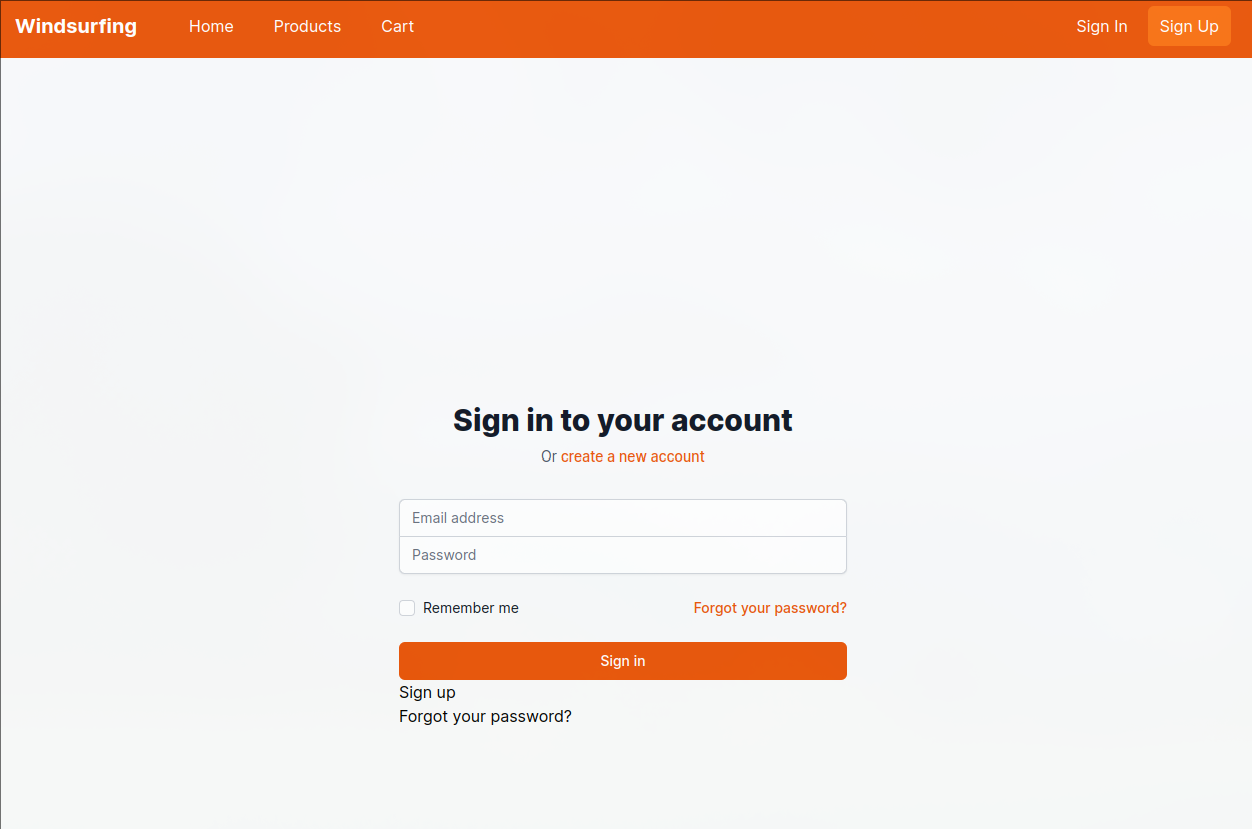 Windsurfing Home Products Cart Sign In Sign Up
Sign in to your account
Or create a new account
Email address
Password
Remember me Forgot your password?
Sign in
Sign up
Forgot your password?